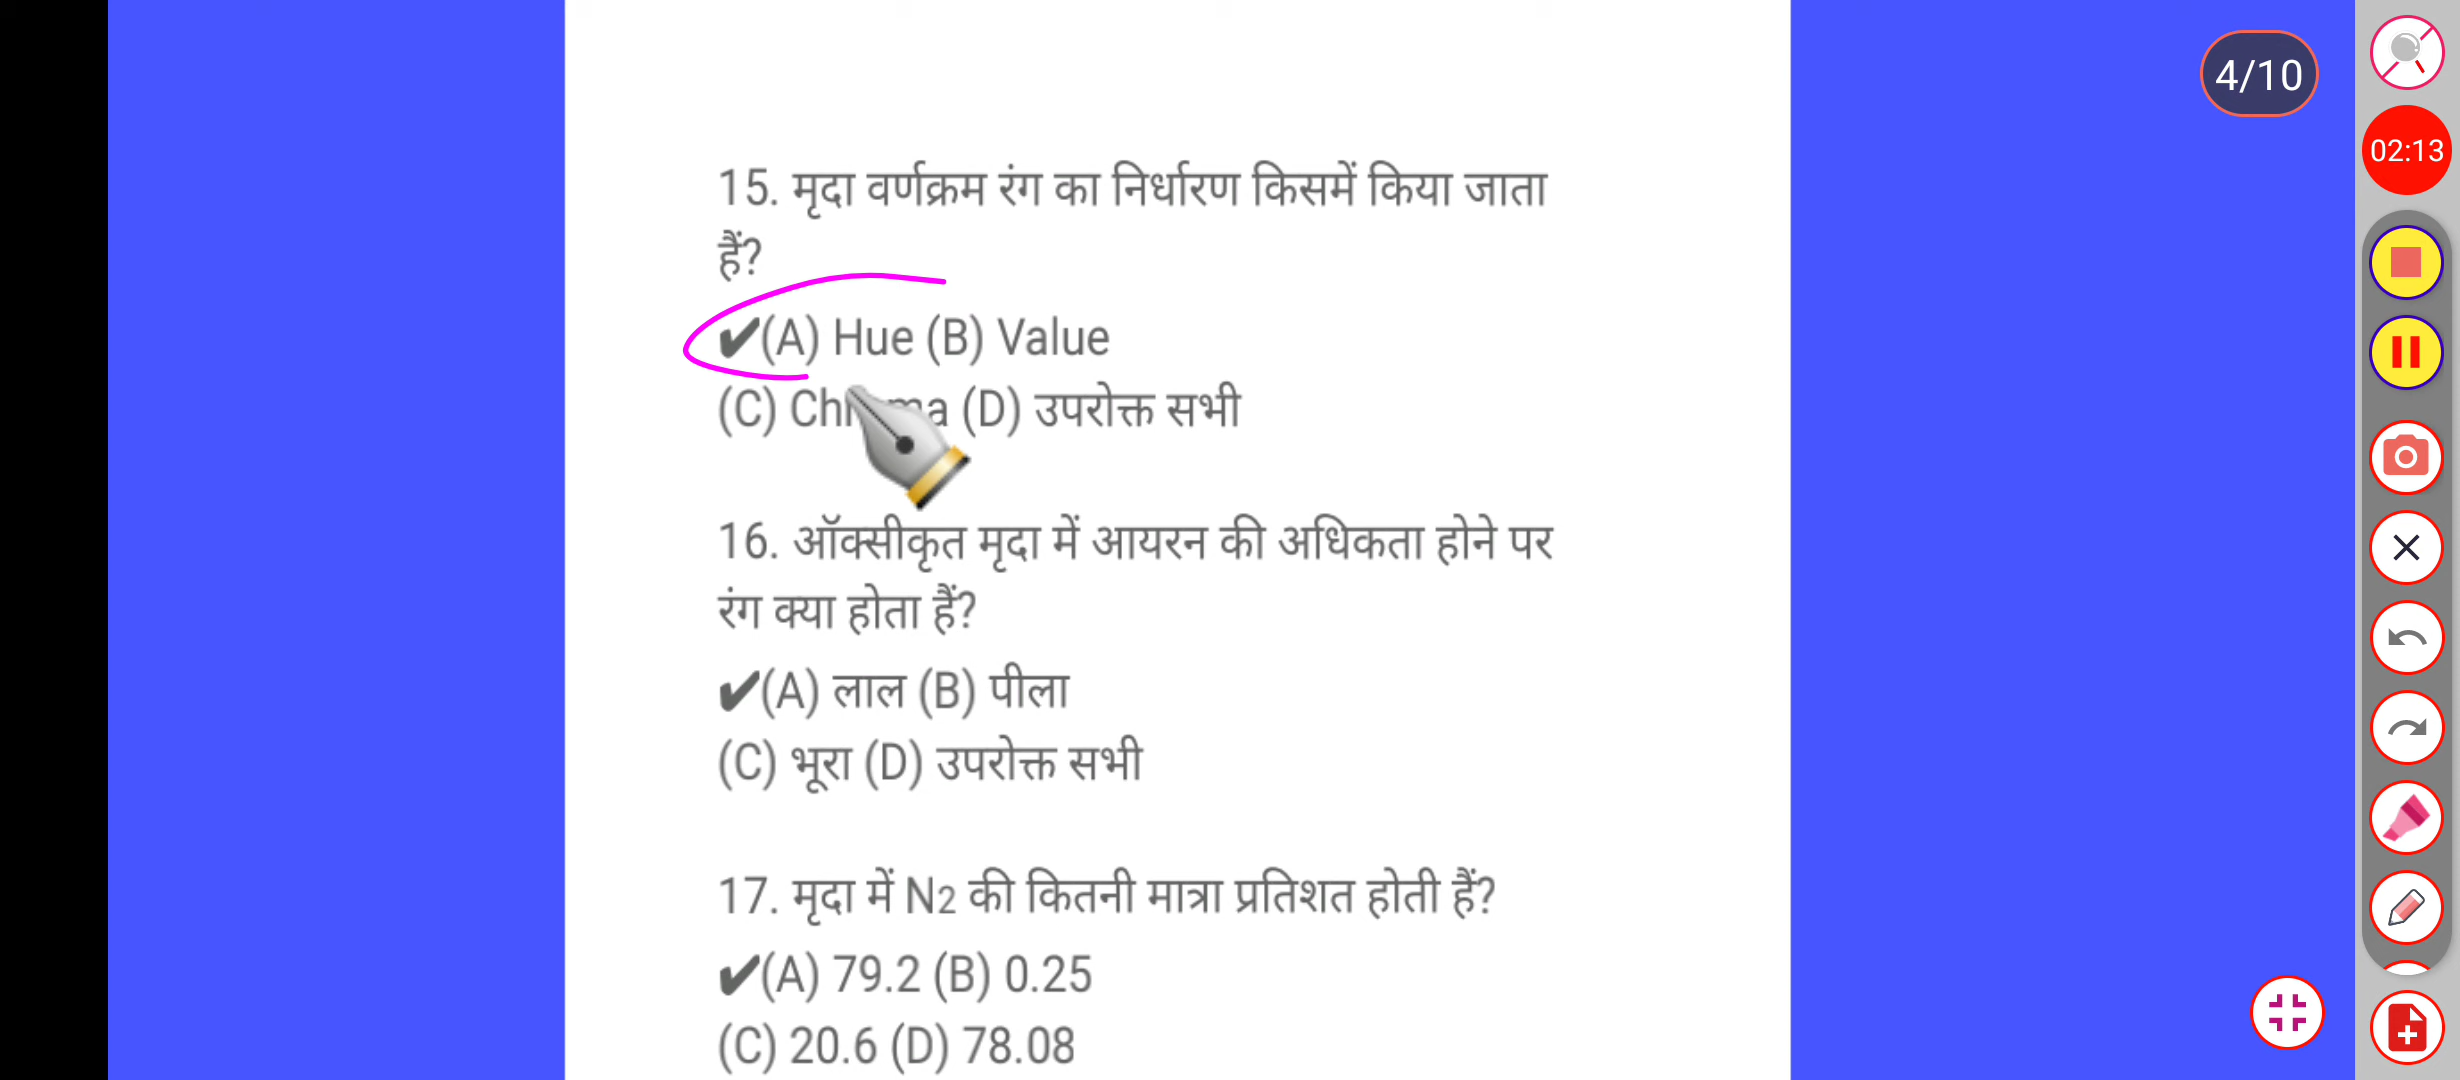 4/10
02:13
15. मृदा वर्णक्रम रंग का निर्धारण किसमें किया जाता
हैं?
✔(A) Hue (B) Value
(C) (D) उपरोक्त सभी
16. ऑक्सीकृत मृदा में आयरन की अधिकता होने पर
रंग क्या होता हैं?
✔(A) लाल (B) पीला
(C) भूरा (D) उपरोक्त सभी
17. मृदा में N2 की कितनी मात्रा प्रतिशत होती हैं?
✔(A) 79.2 (B) 0.25
(C) 20.6 (D) 78.08